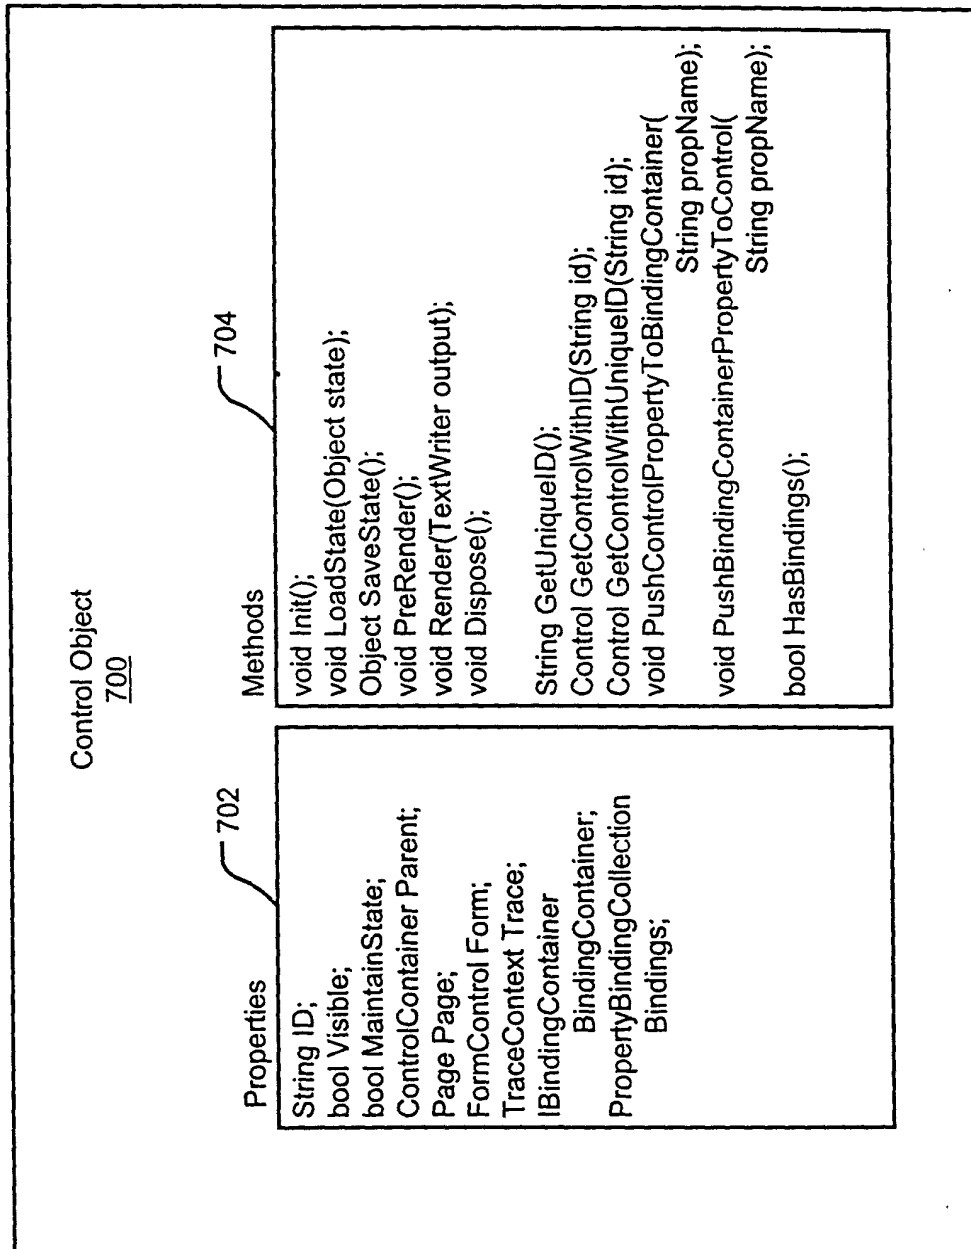 Control Object
700
Properties
702
String ID;
bool Visible;
bool MaintainState;
ControlContainer Parent;
Page Page;
FormControl Form;
TraceContext Trace;
IBindingContainer
BindingContainer;
PropertyBindingCollection
Bindings;
Methods
704
void Init();
void LoadState(Object state);
Object SaveState();
void PreRender();
void Render(TextWriter output);
void Dispose();
String GetUniqueID();
Control GetControlWithID(String id);
Control GetControlWithUniqueID(String id);
void PushControlPropertyToBindingContainer(
String propName);
void PushBindingContainerPropertyToControl(
String propName);
bool HasBindings();